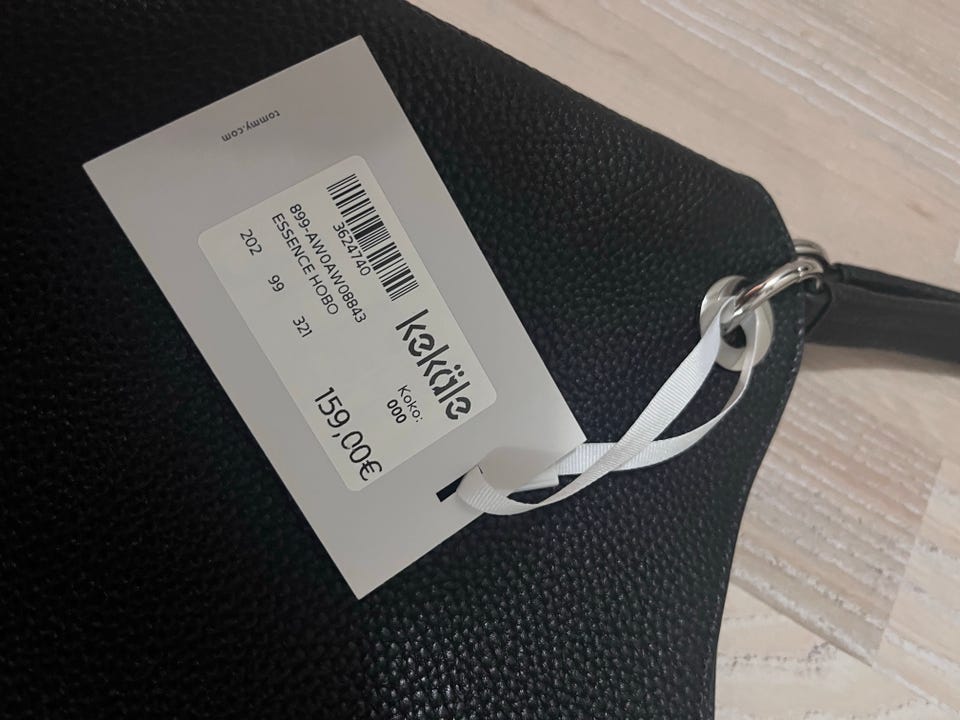 tommy.com
3624740
899-AW0AW08843
ESSENCE HOBO
202 99 321
kekäle
Koko:
000
159,00€